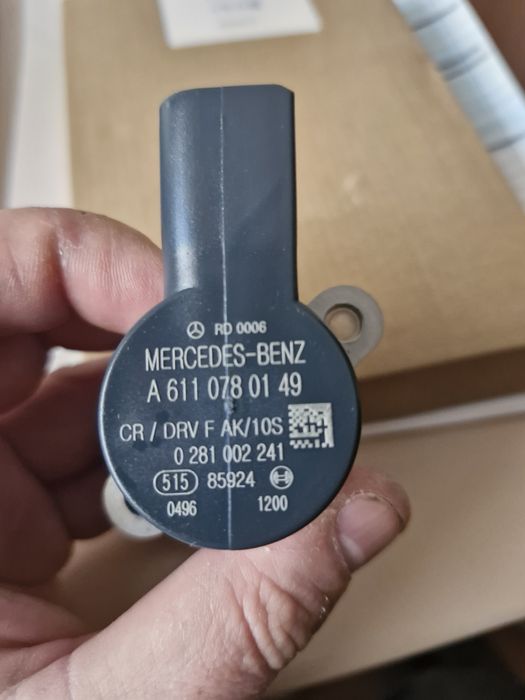 RD 0006
MERCEDES-BENZ
A 611 078 01 49
CR / DRV F AK/10S
0 281 002 241
515 85924
0496 1200